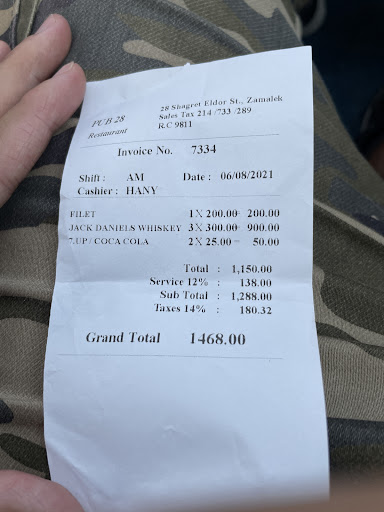 PUB 28
Restaurant
28 Shagret Eldor St., Zamalek
Sales Tax 214 /733 /289
R.C 9811
Invoice No. 7334
Shift : AM Date : 06/08/2021
Cashier : HANY
FILET 1 X 200.00 200.00
JACK DANIELS WHISKEY 3 X 300.00 900.00
7.UP / COCA COLA 2 X 25.00 50.00
Total : 1,150.00
Service 12% : 138.00
Sub Total : 1,288.00
Taxes 14% : 180.32
Grand Total 1468.00